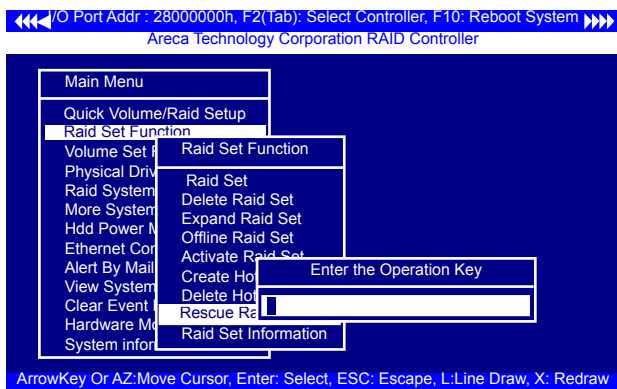 I/O Port Addr : 28000000h, F2(Tab): Select Controller, F10: Reboot System
Areca Technology Corporation RAID Controller
Main Menu
Quick Volume/Raid Setup
Raid Set Function
Volume Set F
Physical Driv
Raid System
More System
Hdd Power M
Ethernet Con
Alert By Mail
View System
Clear Event
Hardware Mo
System infor
Raid Set Function
Raid Set
Delete Raid Set
Expand Raid Set
Offline Raid Set
Activate Raid Set
Create Hot
Delete Hot
Rescue Ra
Raid Set Information
Enter the Operation Key
ArrowKey Or AZ:Move Cursor, Enter: Select, ESC: Escape, L:Line Draw, X: Redraw